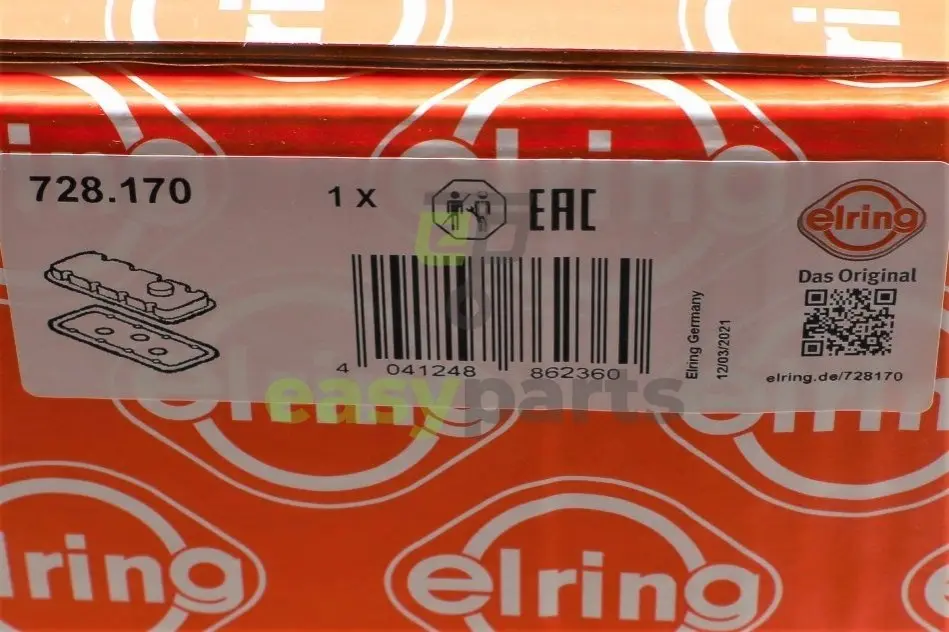 elring
728.170
1 X
EAC
elring
Das Original
4 041248 862360
Elring Germany
12/03/2021
elring.de/728170
easyparts
elring
elring